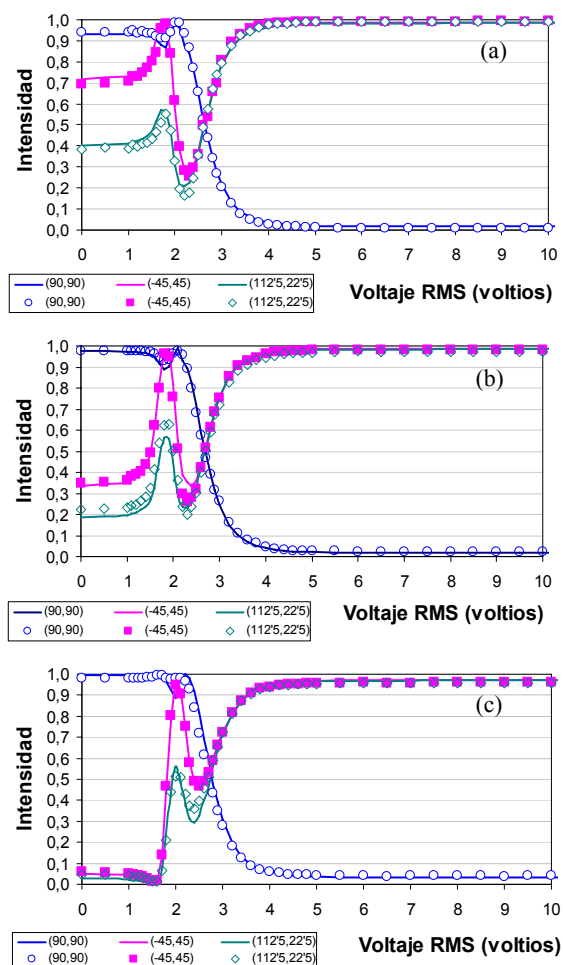 1,0
0,9
0,8
0,7
0,6
0,5
0,4
0,3
0,2
0,1
0,0
Intensidad
(a)
0 1 2 3 4 5 6 7 8 9 10
(90,90) (-45,45) (112'5,22'5)
(90,90) (-45,45) (112'5,22'5)
Voltaje RMS (voltios)
1,0
0,9
0,8
0,7
0,6
0,5
0,4
0,3
0,2
0,1
0,0
Intensidad
(b)
0 1 2 3 4 5 6 7 8 9 10
(90,90) (-45,45) (112'5,22'5)
(90,90) (-45,45) (112'5,22'5)
Voltaje RMS (voltios)
1,0
0,9
0,8
0,7
0,6
0,5
0,4
0,3
0,2
0,1
0,0
Intensidad
(c)
0 1 2 3 4 5 6 7 8 9 10
(90,90) (-45,45) (112'5,22'5)
(90,90) (-45,45) (112'5,22'5)
Voltaje RMS (voltios)